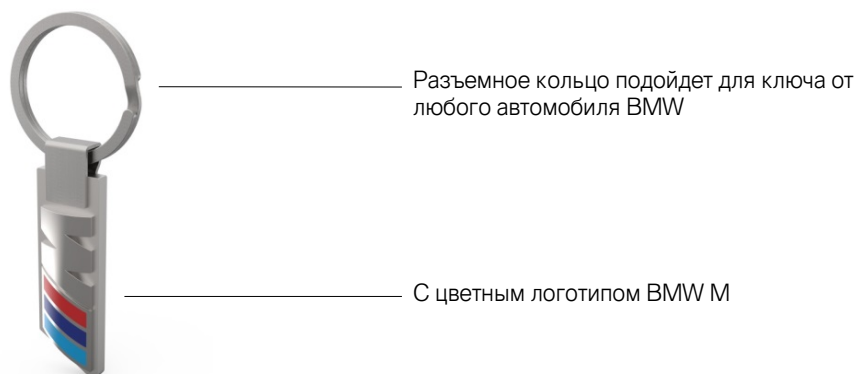 Разъемное кольцо подойдет для ключа от
любого автомобиля BMW
С цветным логотипом BMW M